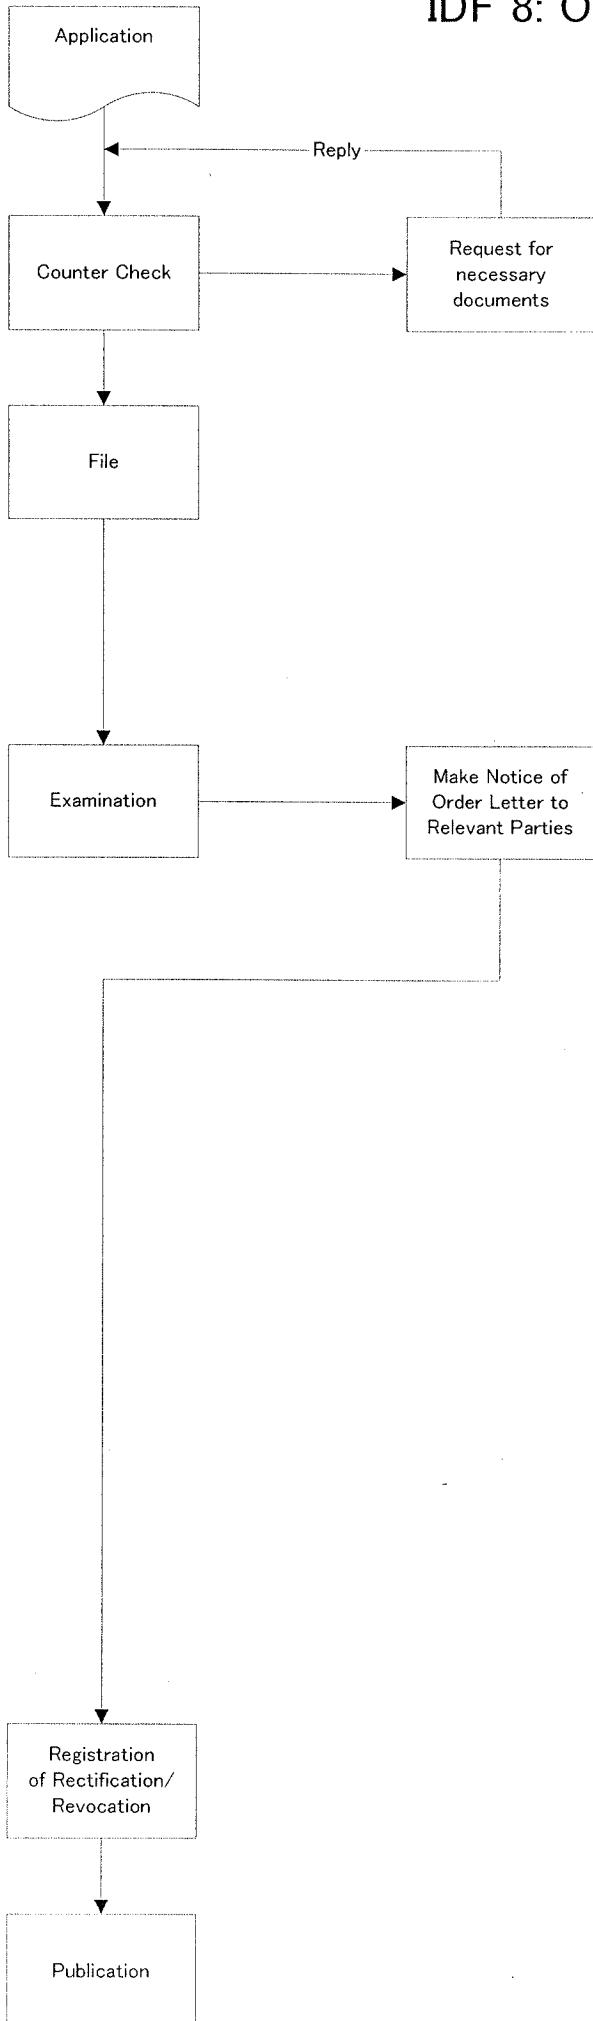 IDF 8: O
Application
Reply
Counter Check
Request for
necessary
documents
File
Examination
Make Notice of
Order Letter to
Relevant Parties
Registration
of Rectification/
Revocation
Publication